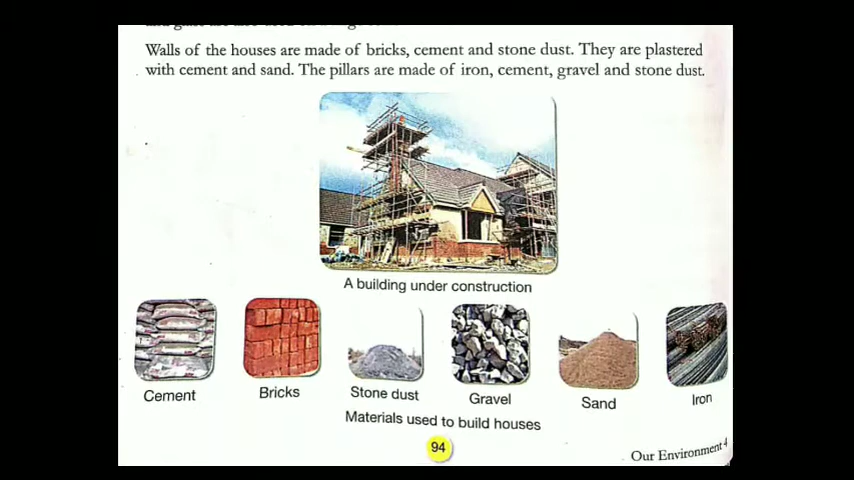 Walls of the houses are made of bricks, cement and stone dust. They are plastered
with cement and sand. The pillars are made of iron, cement, gravel and stone dust.
A building under construction
Cement
Bricks
Stone dust
Gravel
Sand
Iron
Materials used to build houses
94
Our Environment 4